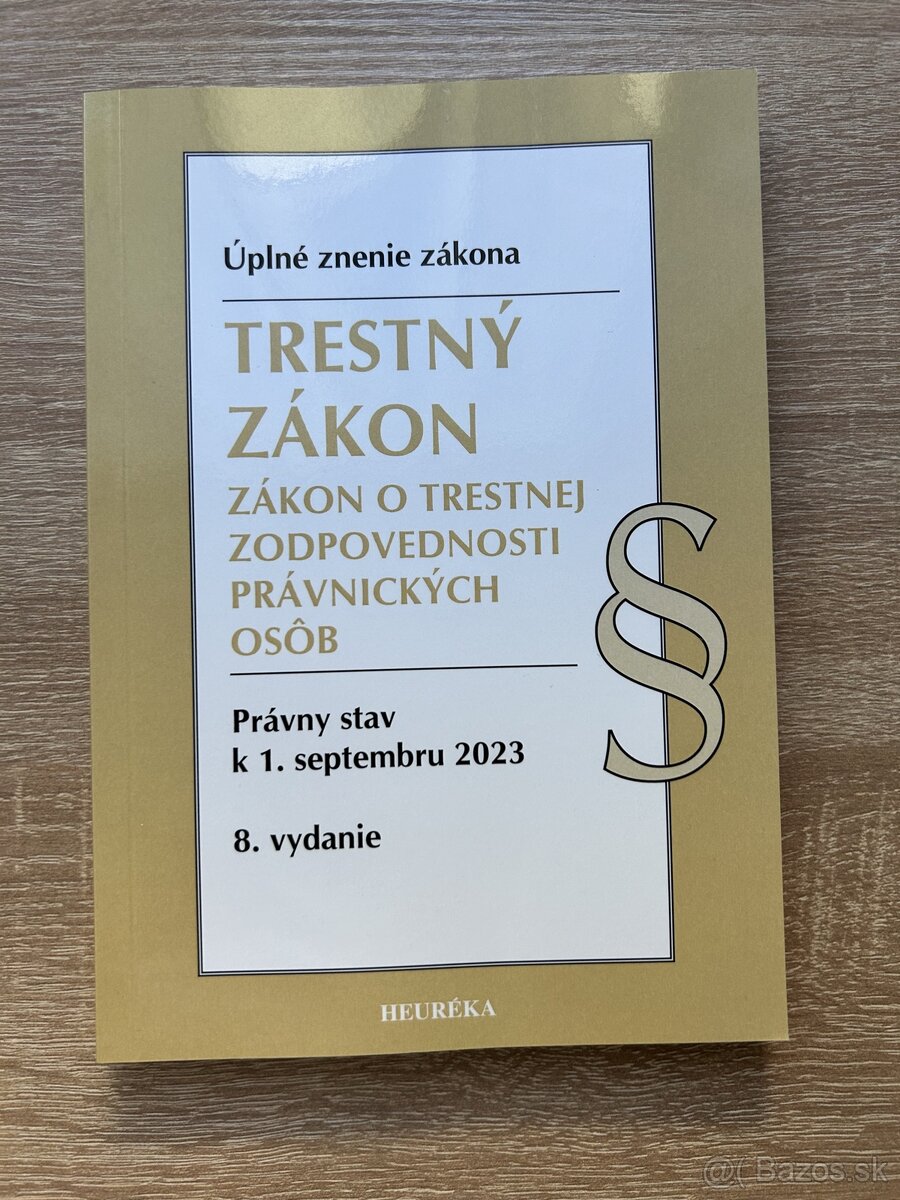 Úplné znenie zákona
TRESTNÝ
ZÁKON
ZÁKON O TRESTNEJ
ZODPOVEDNOSTI
PRÁVNICKÝCH
OSÔB
§
Právny stav
k 1. septembru 2023
8. vydanie
HEURÉKA
@( Bazos.sk